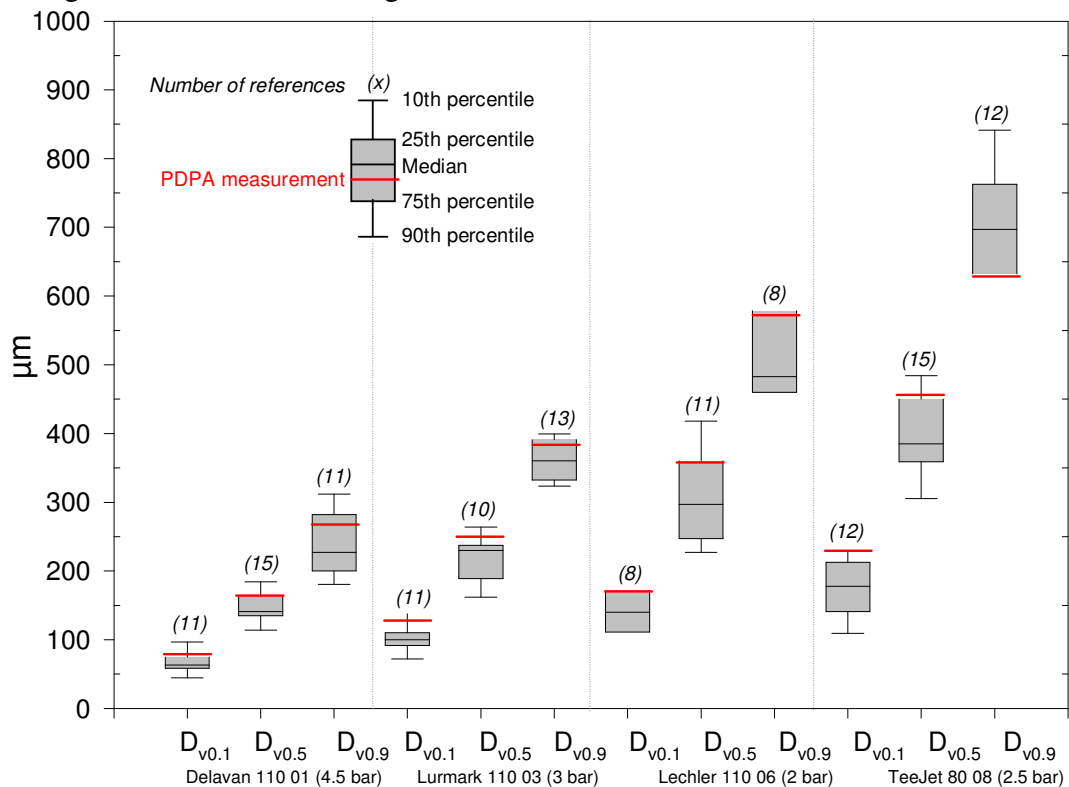 1000
900
800
700
600
500
400
300
200
100
0
µm
Number of references (x)
10th percentile
25th percentile
Median
PDPA measurement
75th percentile
90th percentile
(11)
(15)
(11)
(11)
(10)
(13)
(8)
(11)
(8)
(12)
(15)
(12)
Dv0.1 Dv0.5 Dv0.9 Dv0.1 Dv0.5 Dv0.9 Dv0.1 Dv0.5 Dv0.9 Dv0.1 Dv0.5 Dv0.9
Delavan 110 01 (4.5 bar) Lurmark 110 03 (3 bar) Lechler 110 06 (2 bar) TeeJet 80 08 (2.5 bar)